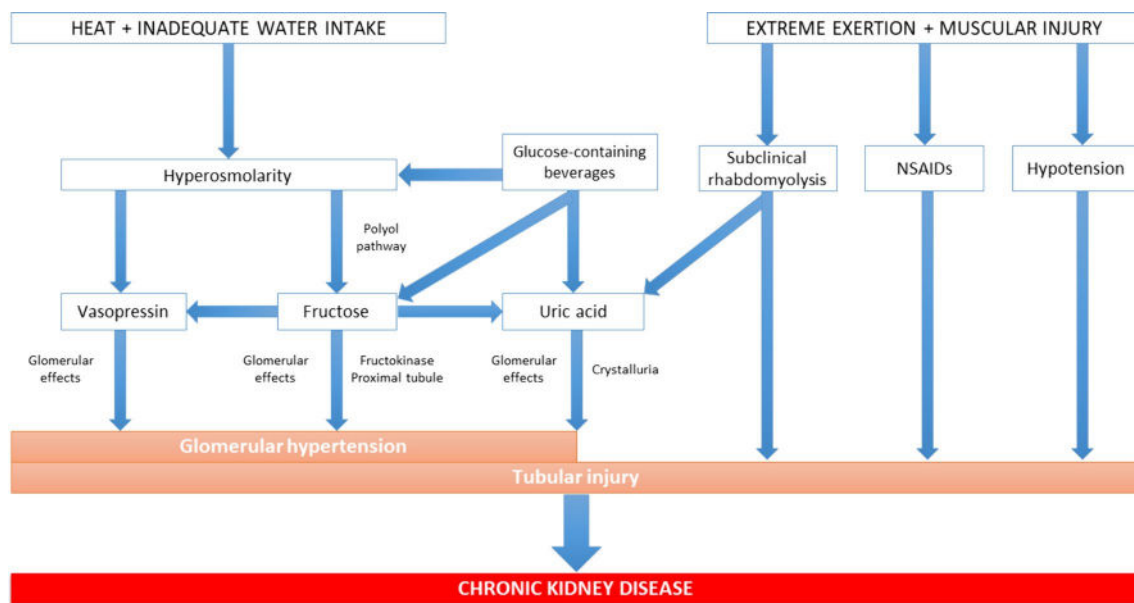 HEAT + INADEQUATE WATER INTAKE
EXTREME EXERTION + MUSCULAR INJURY
Glucose-containing
beverages
Hyperosmolarity
Subclinical
rhabdomyolysis
NSAIDs
Hypotension
Polyol
pathway
Vasopressin
Fructose
Uric acid
Glomerular
effects
Glomerular
effects
Fructokinase
Proximal tubule
Glomerular
effects
Crystalluria
Glomerular hypertension
Tubular injury
CHRONIC KIDNEY DISEASE